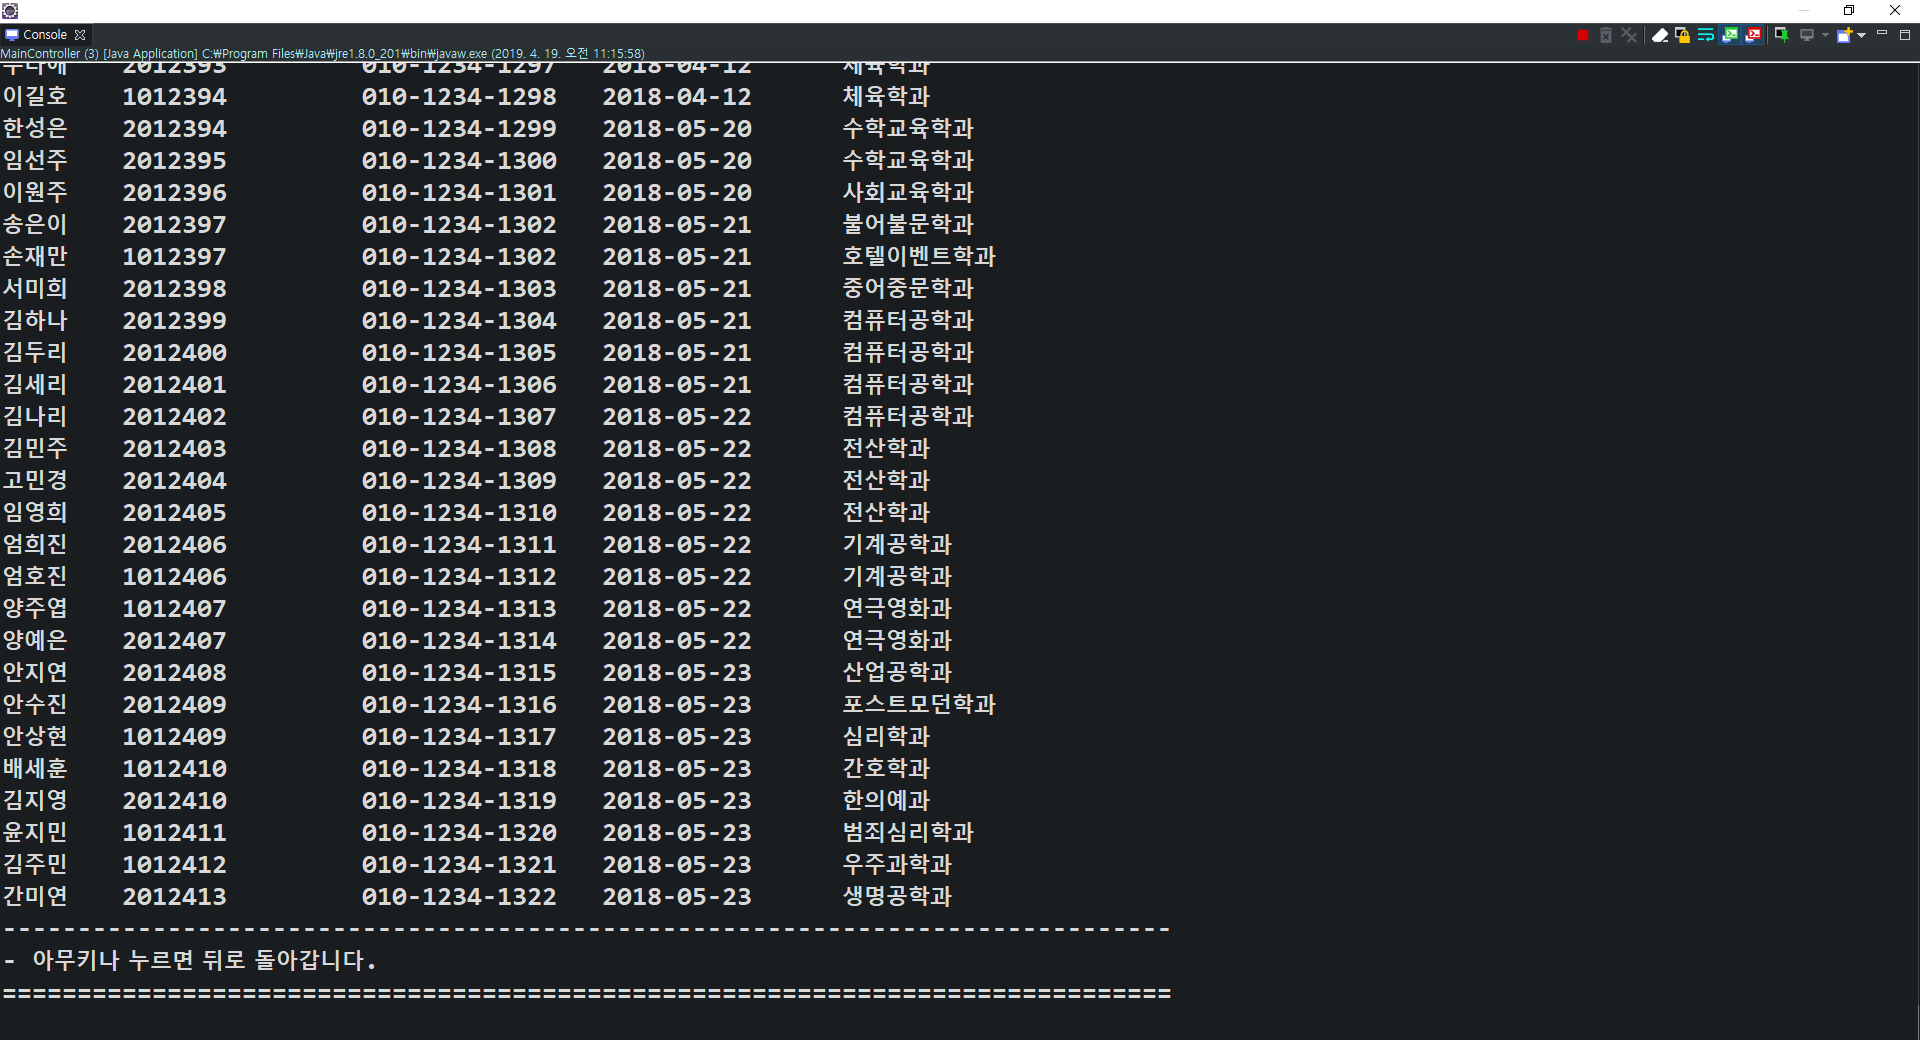 Console
MainController (3) [Java Application] C:₩Program Files₩Java₩jre1.8.0_201₩bin₩javaw.exe (2019. 4. 19. 오전 11:15:58)
2012393 010-1234-1297 2018-04-12 체육학과
이길호 1012394 010-1234-1298 2018-04-12 체육학과
한성은 2012394 010-1234-1299 2018-05-20 수학교육학과
임선주 2012395 010-1234-1300 2018-05-20 수학교육학과
이원주 2012396 010-1234-1301 2018-05-20 사회교육학과
송은이 2012397 010-1234-1302 2018-05-21 불어불문학과
손재만 1012397 010-1234-1302 2018-05-21 호텔이벤트학과
서미희 2012398 010-1234-1303 2018-05-21 중어중문학과
김하나 2012399 010-1234-1304 2018-05-21 컴퓨터공학과
김두리 2012400 010-1234-1305 2018-05-21 컴퓨터공학과
김세리 2012401 010-1234-1306 2018-05-21 컴퓨터공학과
김나리 2012402 010-1234-1307 2018-05-22 컴퓨터공학과
김민주 2012403 010-1234-1308 2018-05-22 전산학과
고민경 2012404 010-1234-1309 2018-05-22 전산학과
임영희 2012405 010-1234-1310 2018-05-22 전산학과
엄희진 2012406 010-1234-1311 2018-05-22 기계공학과
엄호진 1012406 010-1234-1312 2018-05-22 기계공학과
양주엽 1012407 010-1234-1313 2018-05-22 연극영화과
양예은 2012407 010-1234-1314 2018-05-22 연극영화과
안지연 2012408 010-1234-1315 2018-05-23 산업공학과
안수진 2012409 010-1234-1316 2018-05-23 포스트모던학과
안상현 1012409 010-1234-1317 2018-05-23 심리학과
배세훈 1012410 010-1234-1318 2018-05-23 간호학과
김지영 2012410 010-1234-1319 2018-05-23 한의예과
윤지민 1012411 010-1234-1320 2018-05-23 범죄심리학과
김주민 1012412 010-1234-1321 2018-05-23 우주과학과
간미연 2012413 010-1234-1322 2018-05-23 생명공학과
------------------------------------------------------------------------------
- 아무키나 누르면 뒤로 돌아갑니다.
==============================================================================